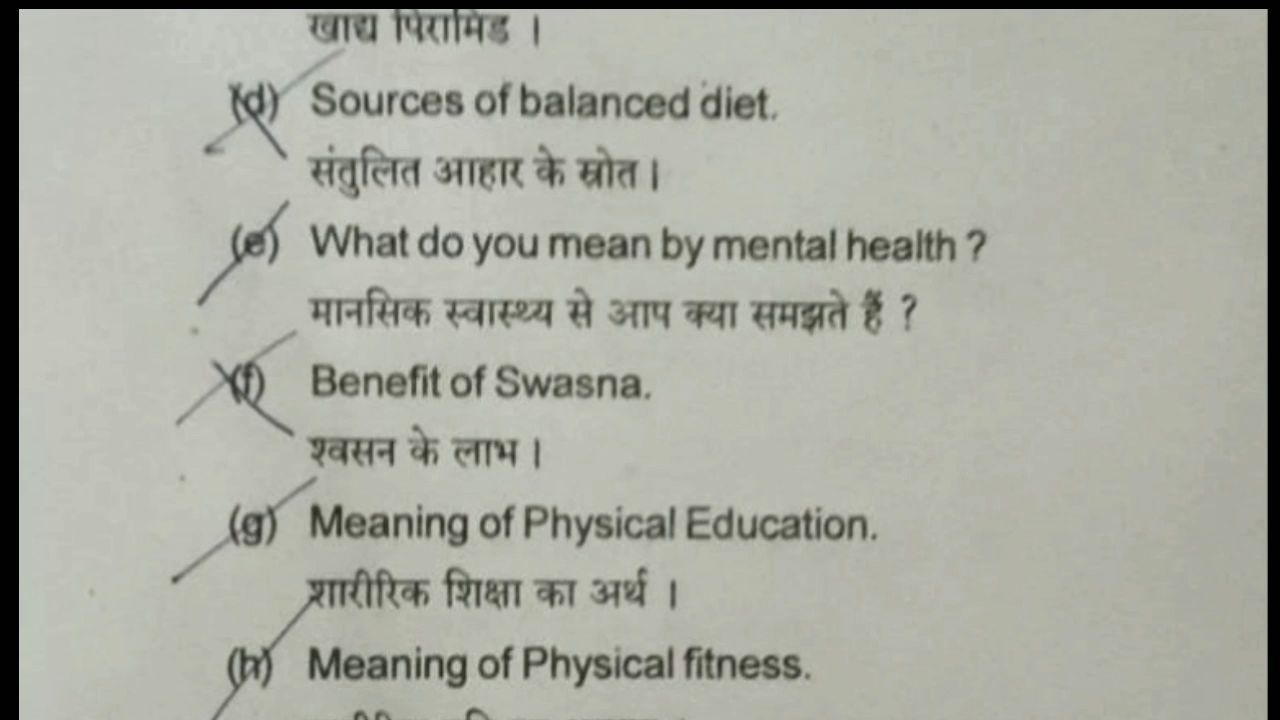 खाद्य पिरामिड ।
(d) Sources of balanced diet.
संतुलित आहार के स्रोत ।
(e) What do you mean by mental health ?
मानसिक स्वास्थ्य से आप क्या समझते हैं ?
(f) Benefit of Swasna.
श्वसन के लाभ ।
(g) Meaning of Physical Education.
शारीरिक शिक्षा का अर्थ ।
(h) Meaning of Physical fitness.